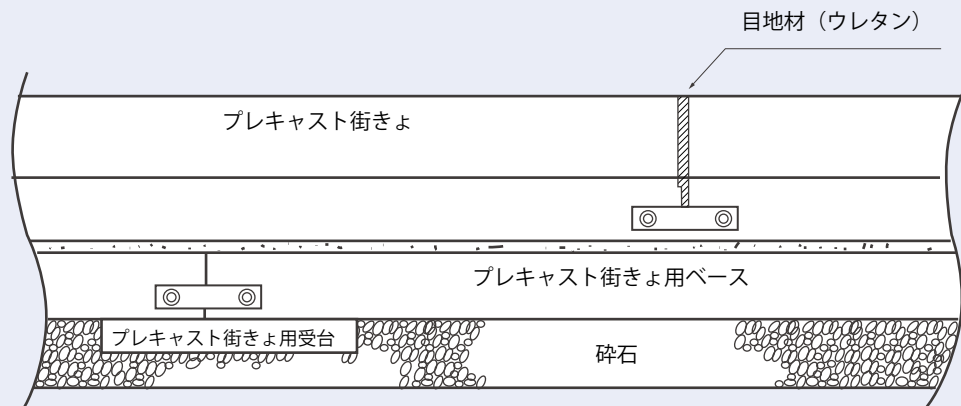 目地材（ウレタン）
プレキャスト街きょ
プレキャスト街きょ用ベース
プレキャスト街きょ用受台
砕石